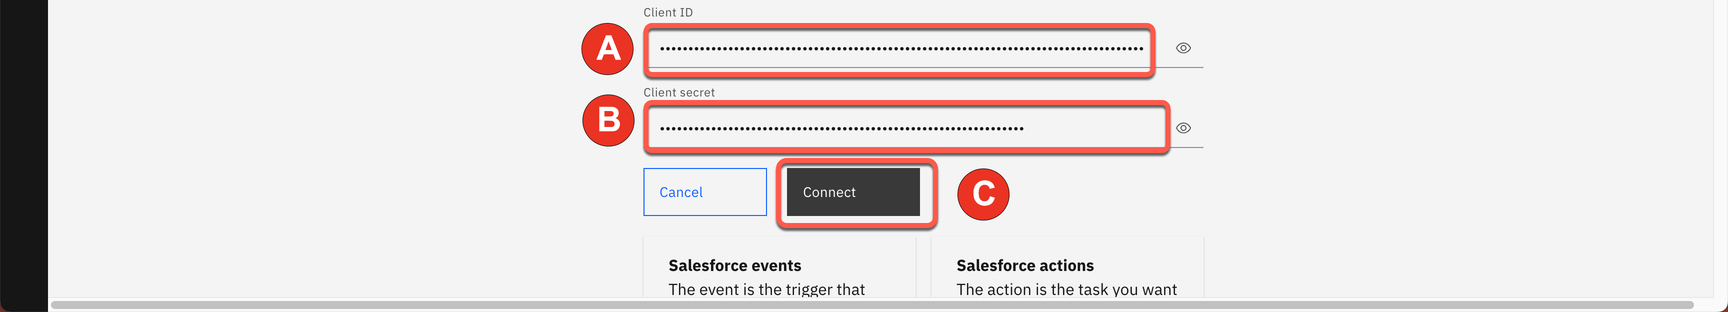 Client ID
A
Client secret
B
Cancel
Connect
C
Salesforce events
The event is the trigger that
Salesforce actions
The action is the task you want